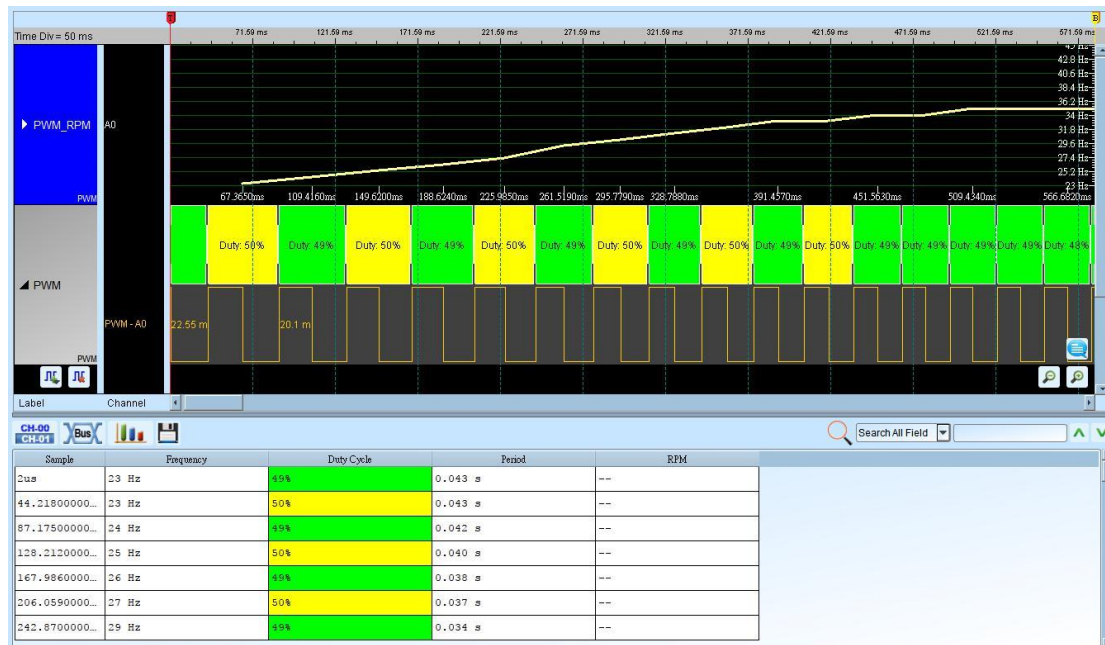 T B
Time Div = 50 ms 71.59 ms 121.59 ms 171.59 ms 221.59 ms 271.59 ms 321.59 ms 371.59 ms 421.59 ms 471.59 ms 521.59 ms 571.59 ms
45 Hz
42.8 Hz
40.6 Hz
38.4 Hz
36.2 Hz
PWM_RPM A0 34 Hz
31.8 Hz
29.6 Hz
27.4 Hz
25.2 Hz
23 Hz
PWM 67.3650ms 109.4160ms 149.6200ms 188.6240ms 225.9850ms 261.5190ms 295.7790ms 328.7880ms 391.4570ms 451.5630ms 509.4340ms 566.6820ms
Duty: 50% Duty: 49% Duty: 50% Duty: 49% Duty: 50% Duty: 49% Duty: 50% Duty: 49% Duty: 50% Duty: 49% Duty: 50% Duty: 49% Duty: 49% Duty: 49% Duty: 49% Duty: 48%
PWM
PWM - A0 22.55 m 20.1 m
PWM
Label Channel
CH-00
CH-01 Bus Search All Field
Sample Frequency Duty Cycle Period RPM
2us 23 Hz 49% 0.043 s --
44.21800000... 23 Hz 50% 0.043 s --
87.17500000... 24 Hz 49% 0.042 s --
128.2120000... 25 Hz 50% 0.040 s --
167.9860000... 26 Hz 49% 0.038 s --
206.0590000... 27 Hz 50% 0.037 s --
242.8700000... 29 Hz 49% 0.034 s --